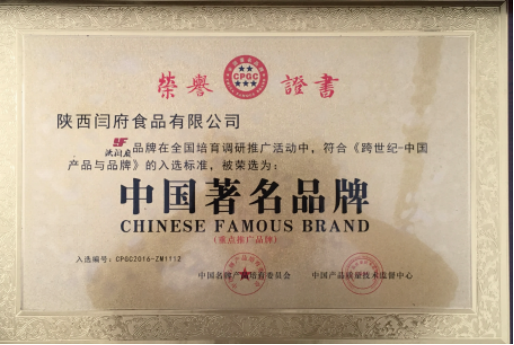 榮譽 CPGC 證書
陕西闫府食品有限公司
品牌在全国培育调研推广活动中，符合《跨世纪-中国
产品与品牌》的入选标准，被荣选为：
中国著名品牌
CHINESE FAMOUS BRAND
（重点推广品牌）
入选编号：CPGC2016-ZM1112
中国产品质量技术监督中心